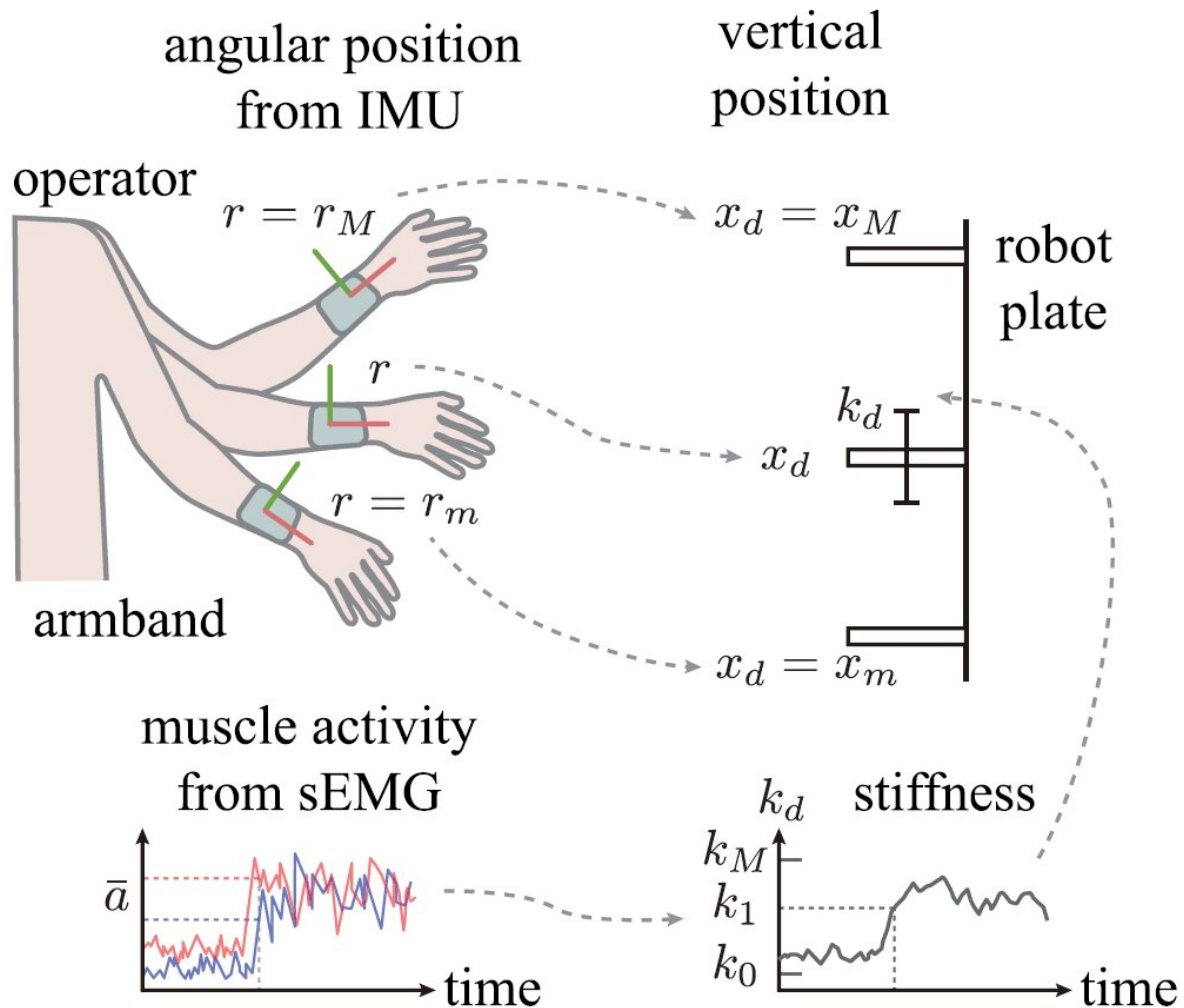 angular position
from IMU
vertical
position
operator
r = r_M
x_d = x_M
robot
plate
r
k_d
x_d
r = r_m
armband
x_d = x_m
muscle activity
from sEMG
k_d
stiffness
k_M
a̅
k_1
k_0
time
time